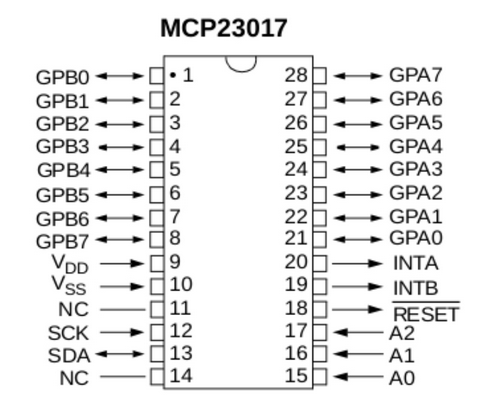 MCP23017
GPB0 1 28 GPA7
GPB1 2 27 GPA6
GPB2 3 26 GPA5
GPB3 4 25 GPA4
GPB4 5 24 GPA3
GPB5 6 23 GPA2
GPB6 7 22 GPA1
GPB7 8 21 GPA0
VDD 9 20 INTA
VSS 10 19 INTB
NC 11 18 RESET
SCK 12 17 A2
SDA 13 16 A1
NC 14 15 A0